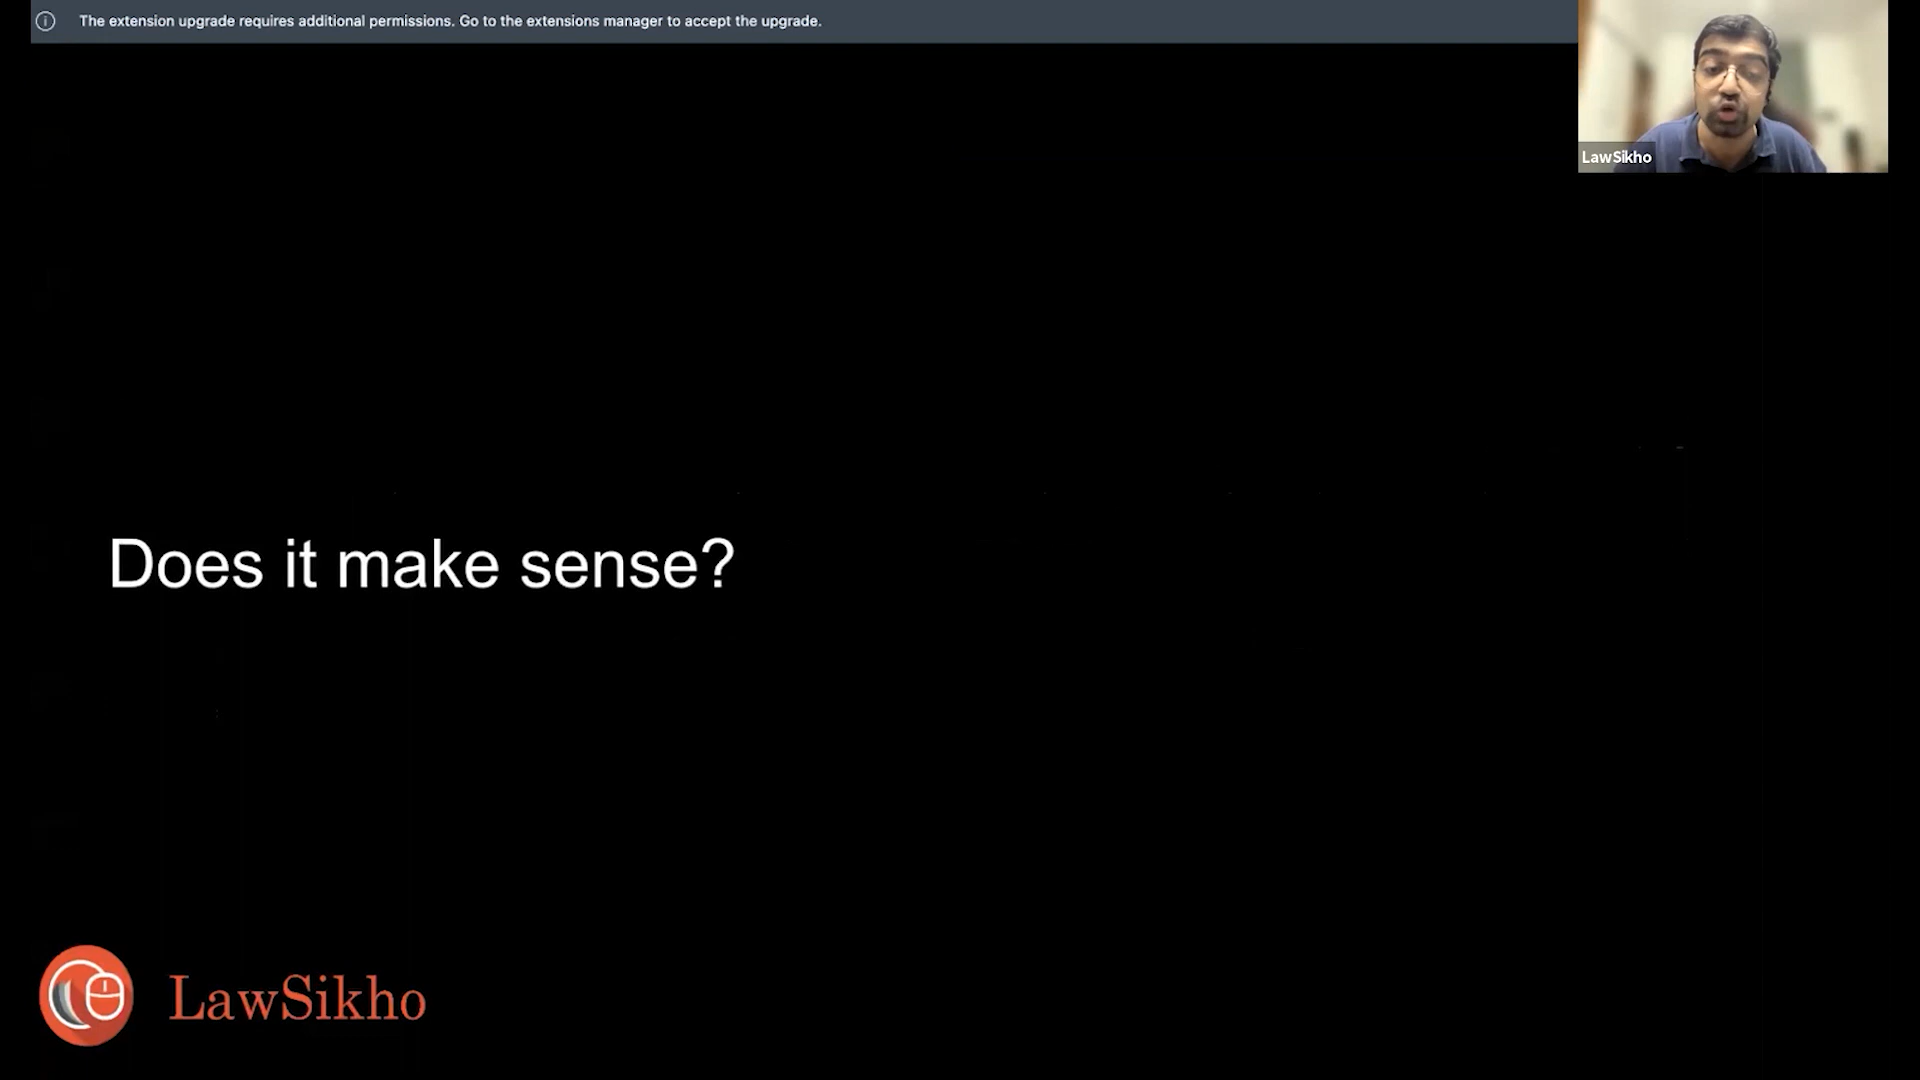 The extension upgrade requires additional permissions. Go to the extensions manager to accept the upgrade.
LawSikho
Does it make sense?
LawSikho